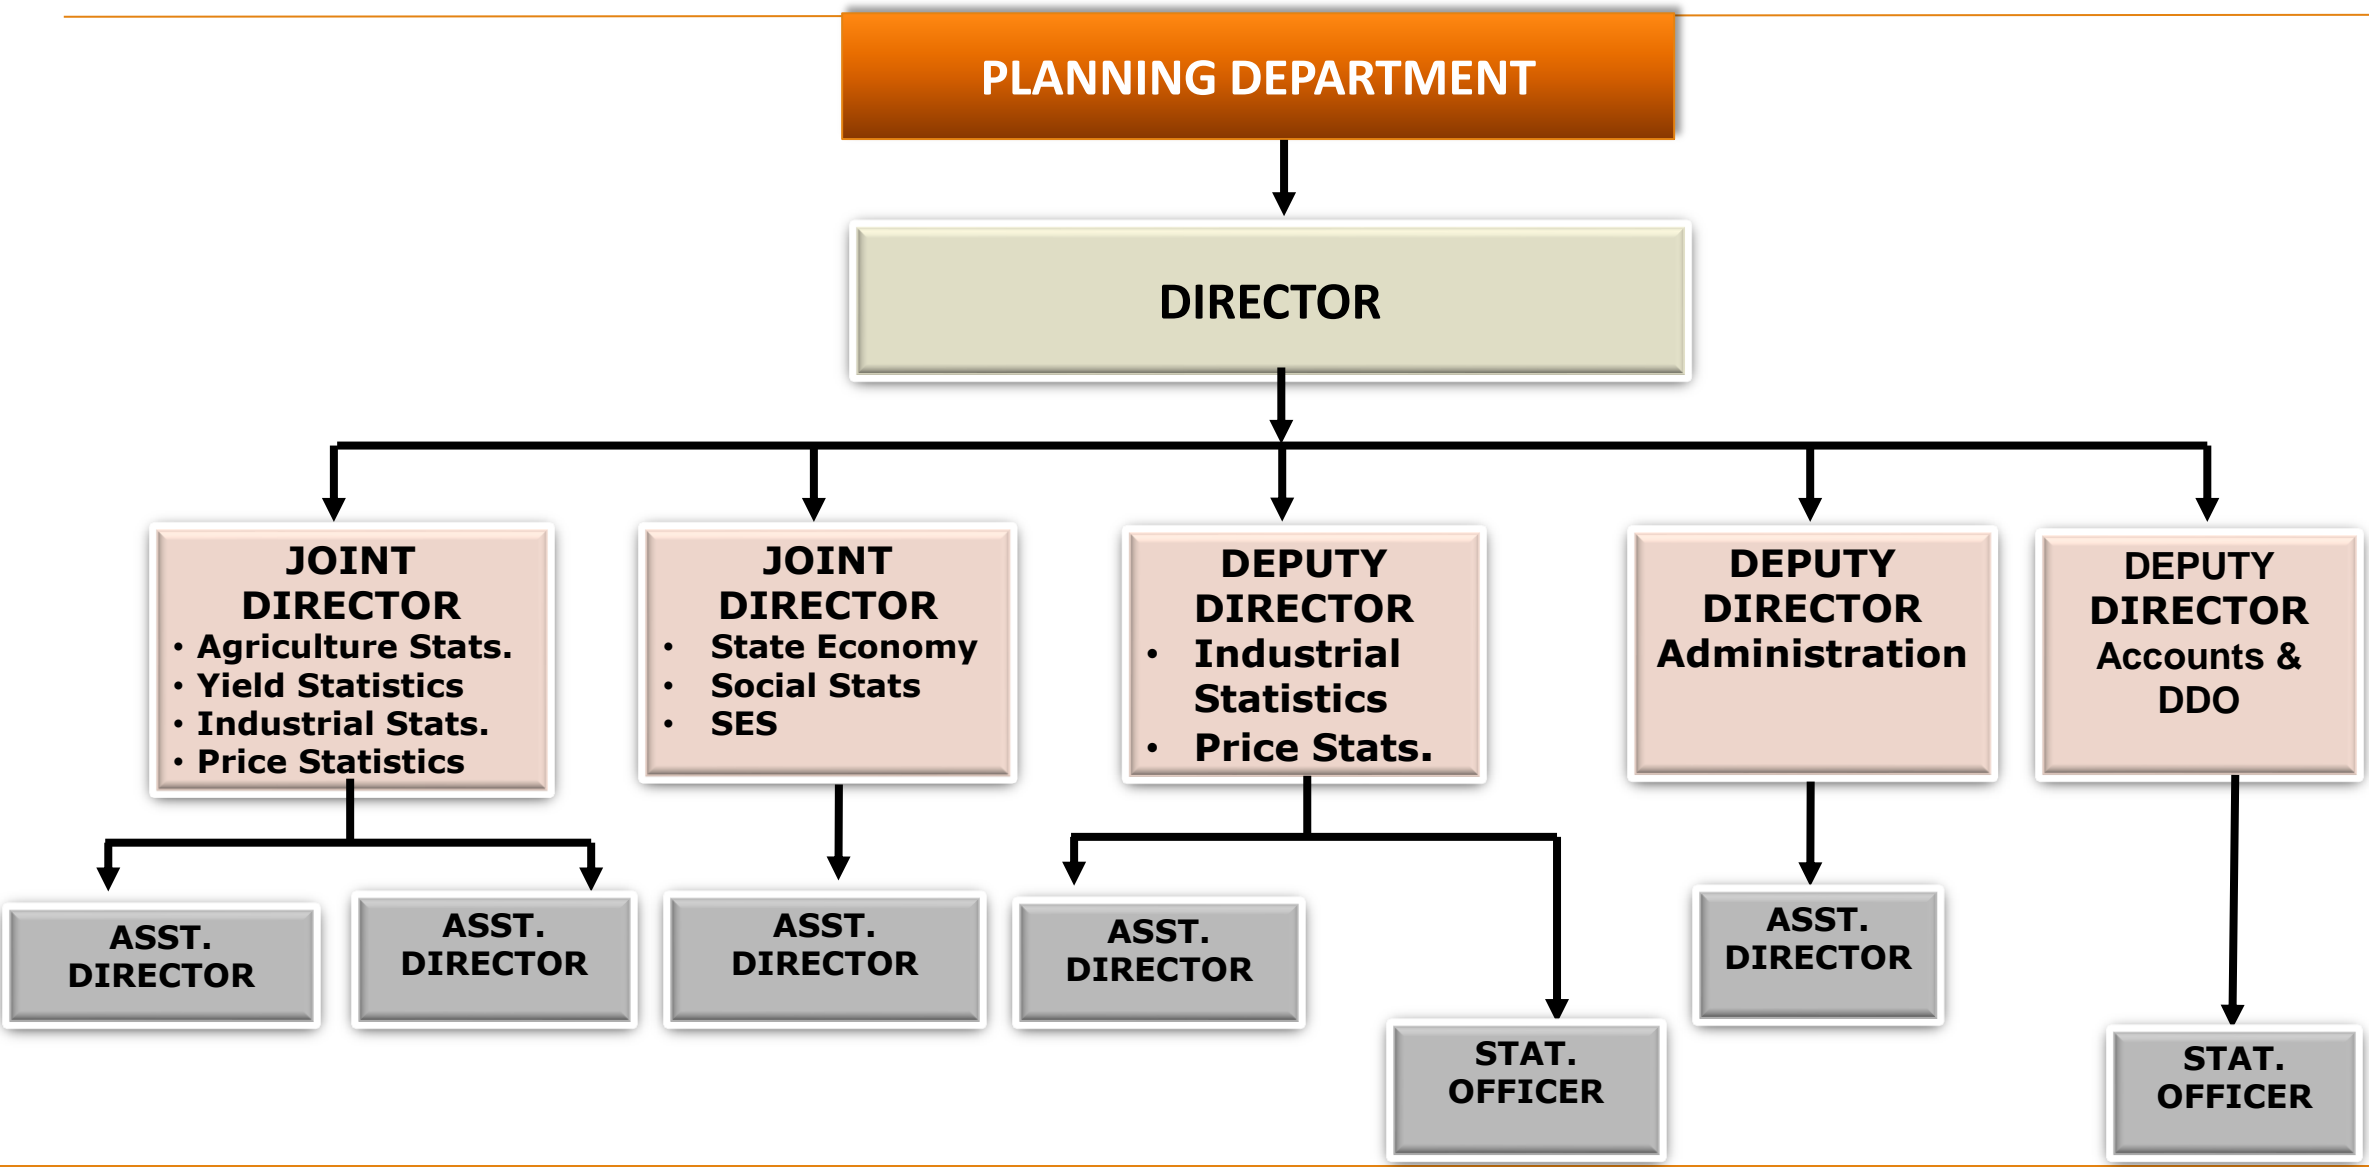 PLANNING DEPARTMENT
DIRECTOR
JOINT
DIRECTOR
• Agriculture Stats.
• Yield Statistics
• Industrial Stats.
• Price Statistics
JOINT
DIRECTOR
• State Economy
• Social Stats
• SES
DEPUTY
DIRECTOR
• Industrial
Statistics
• Price Stats.
DEPUTY
DIRECTOR
Administration
DEPUTY
DIRECTOR
Accounts &
DDO
ASST.
DIRECTOR
ASST.
DIRECTOR
ASST.
DIRECTOR
ASST.
DIRECTOR
STAT.
OFFICER
ASST.
DIRECTOR
STAT.
OFFICER